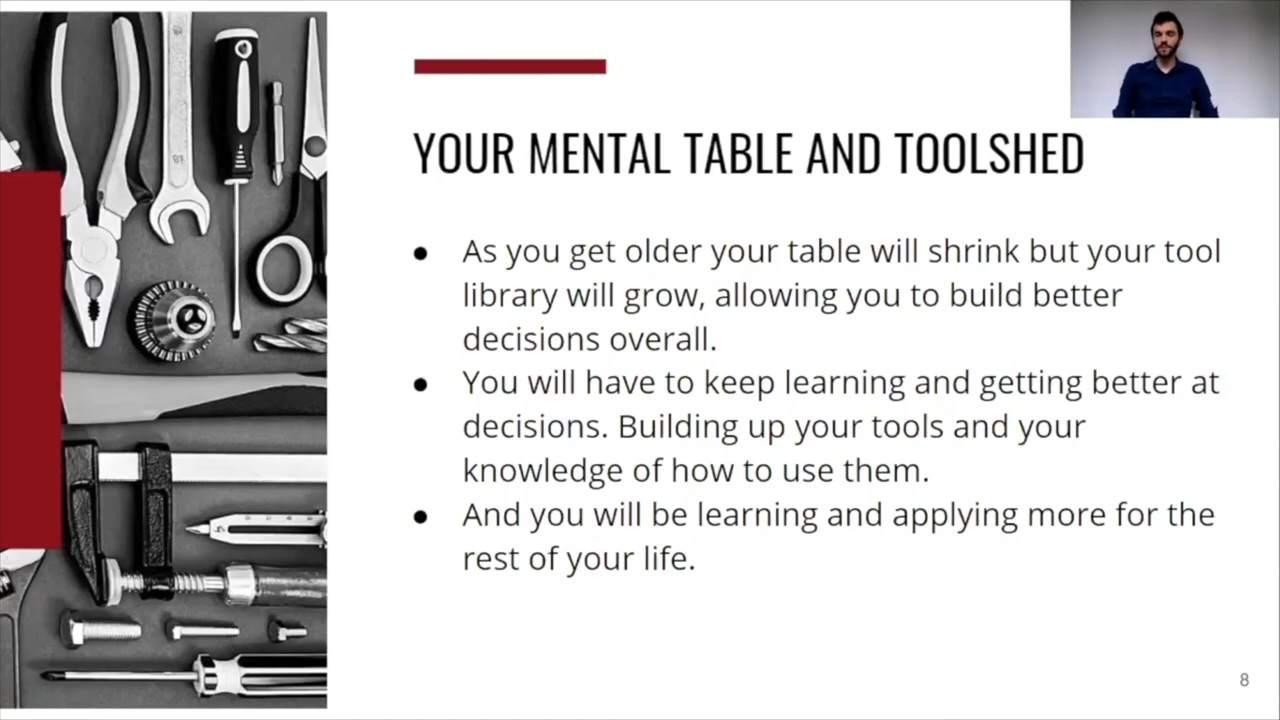 YOUR MENTAL TABLE AND TOOLSHED
● As you get older your table will shrink but your tool
library will grow, allowing you to build better
decisions overall.
● You will have to keep learning and getting better at
decisions. Building up your tools and your
knowledge of how to use them.
● And you will be learning and applying more for the
rest of your life.
8